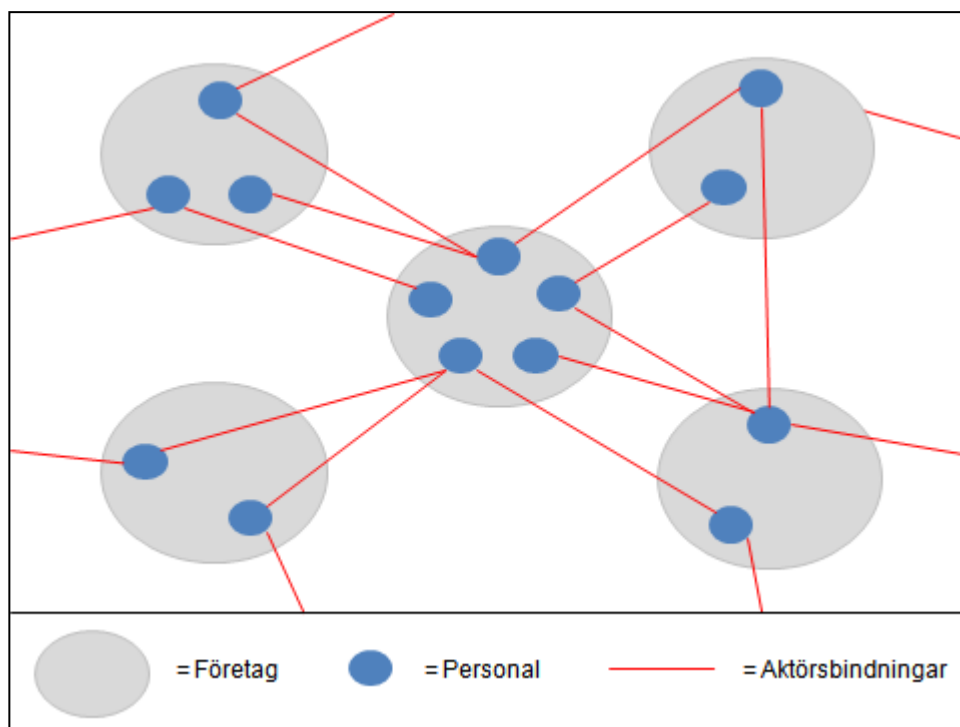 = Företag = Personal = Aktörsbindningar